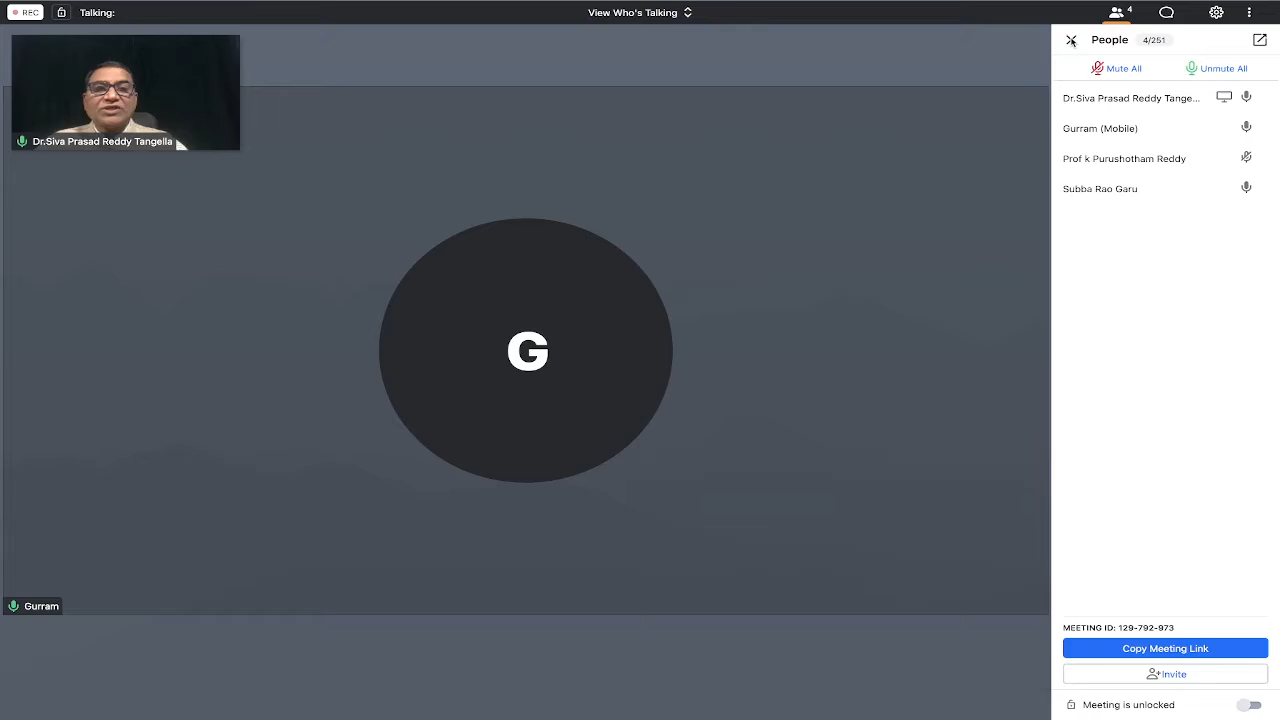 REC
Talking:
View Who's Talking
4
People 4/251
Mute All
Unmute All
Dr.Siva Prasad Reddy Tange...
Gurram (Mobile)
Prof k Purushotham Reddy
Subba Rao Garu
Dr.Siva Prasad Reddy Tangella
G
Gurram
MEETING ID: 129-792-973
Copy Meeting Link
Invite
Meeting is unlocked